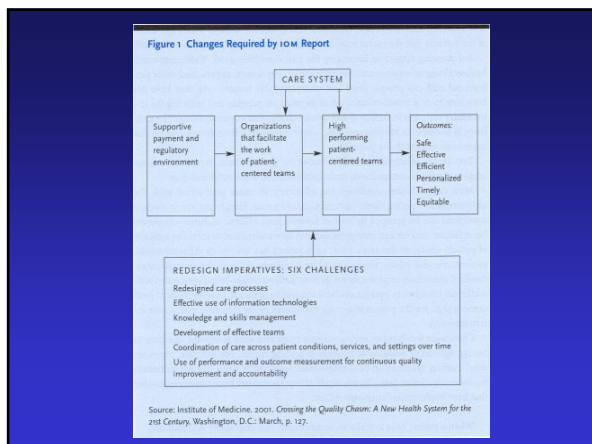 Figure 1 Changes Required by IOM Report
CARE SYSTEM
Supportive
payment and
regulatory
environment
Organizations
that facilitate
the work
of patient-
centered teams
High
performing
patient-
centered teams
Outcomes:
Safe
Effective
Efficient
Personalized
Timely
Equitable
REDESIGN IMPERATIVES: SIX CHALLENGES
Redesigned care processes
Effective use of information technologies
Knowledge and skills management
Development of effective teams
Coordination of care across patient conditions, services, and settings over time
Use of performance and outcome measurement for continuous quality
improvement and accountability
Source: Institute of Medicine. 2001. Crossing the Quality Chasm: A New Health System for the
21st Century. Washington, D.C.: March, p. 127.